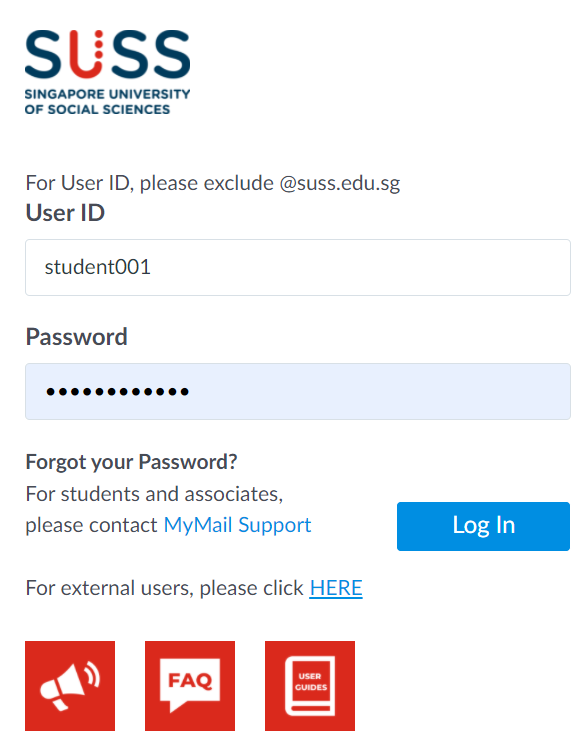 SUSS
SINGAPORE UNIVERSITY
OF SOCIAL SCIENCES
For User ID, please exclude @suss.edu.sg
User ID
student001
Password
••••••••••••
Forgot your Password?
For students and associates,
please contact MyMail Support
Log In
For external users, please click HERE
FAQ
USER
GUIDES